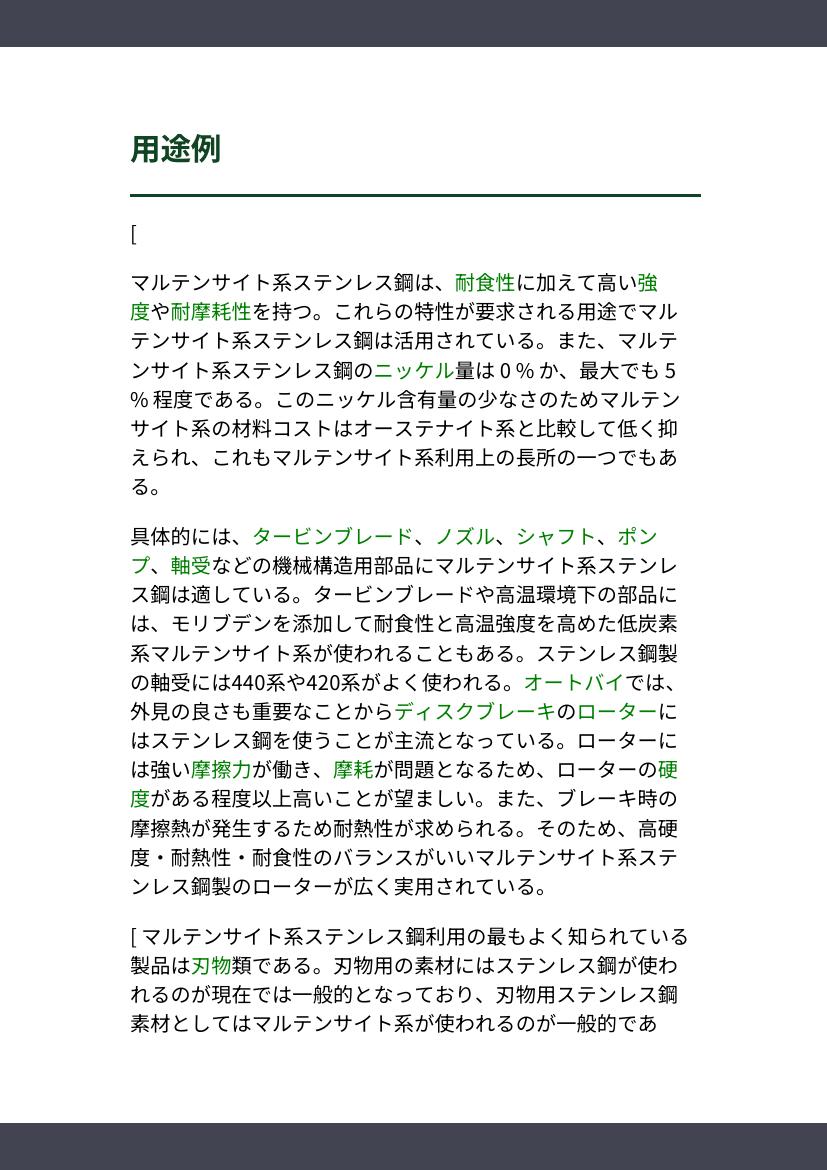 用途例
[
マルテンサイト系ステンレス鋼は、耐食性に加えて高い強
度や耐摩耗性を持つ。これらの特性が要求される用途でマル
テンサイト系ステンレス鋼は活用されている。また、マルテ
ンサイト系ステンレス鋼のニッケル量は 0 % か、最大でも 5
% 程度である。このニッケル含有量の少なさのためマルテン
サイト系の材料コストはオーステナイト系と比較して低く抑
えられ、これもマルテンサイト系利用上の長所の一つでもあ
る。
具体的には、タービンブレード、ノズル、シャフト、ポン
プ、軸受などの機械構造用部品にマルテンサイト系ステンレ
ス鋼は適している。タービンブレードや高温環境下の部品に
は、モリブデンを添加して耐食性と高温強度を高めた低炭素
系マルテンサイト系が使われることもある。ステンレス鋼製
の軸受には440系や420系がよく使われる。オートバイでは、
外見の良さも重要なことからディスクブレーキのローターに
はステンレス鋼を使うことが主流となっている。ローターに
は強い摩擦力が働き、摩耗が問題となるため、ローターの硬
度がある程度以上高いことが望ましい。また、ブレーキ時の
摩擦熱が発生するため耐熱性が求められる。そのため、高硬
度・耐熱性・耐食性のバランスがいいマルテンサイト系ステ
ンレス鋼製のローターが広く実用されている。
[ マルテンサイト系ステンレス鋼利用の最もよく知られている
製品は刃物類である。刃物用の素材にはステンレス鋼が使わ
れるのが現在では一般的となっており、刃物用ステンレス鋼
素材としてはマルテンサイト系が使われるのが一般的であ